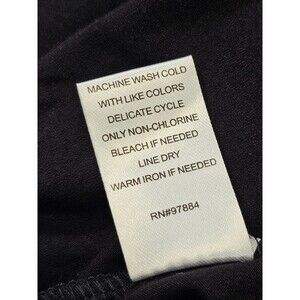 MACHINE WASH COLD
WITH LIKE COLORS
DELICATE CYCLE
ONLY NON-CHLORINE
BLEACH IF NEEDED
LINE DRY
WARM IRON IF NEEDED
RN#97884